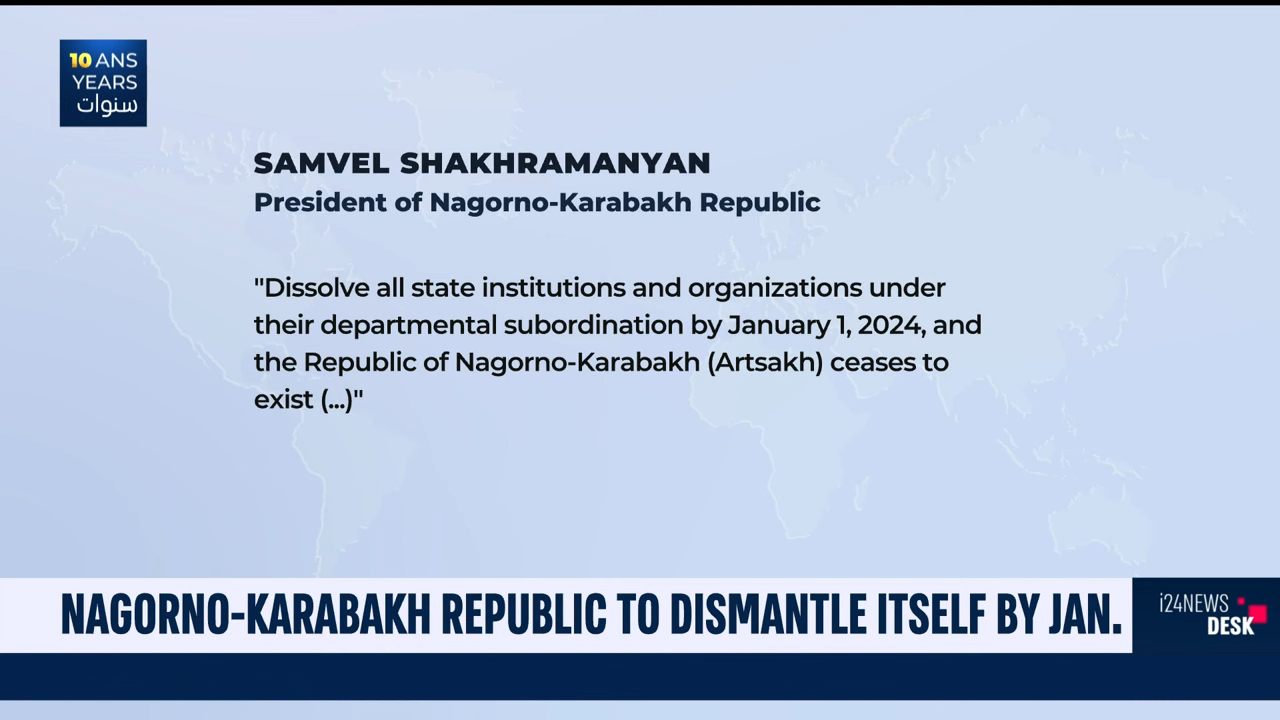 10 ANS
YEARS
سنوات
SAMVEL SHAKHRAMANYAN
President of Nagorno-Karabakh Republic
"Dissolve all state institutions and organizations under
their departmental subordination by January 1, 2024, and
the Republic of Nagorno-Karabakh (Artsakh) ceases to
exist (...)"
NAGORNO-KARABAKH REPUBLIC TO DISMANTLE ITSELF BY JAN.
i24NEWS
DESK